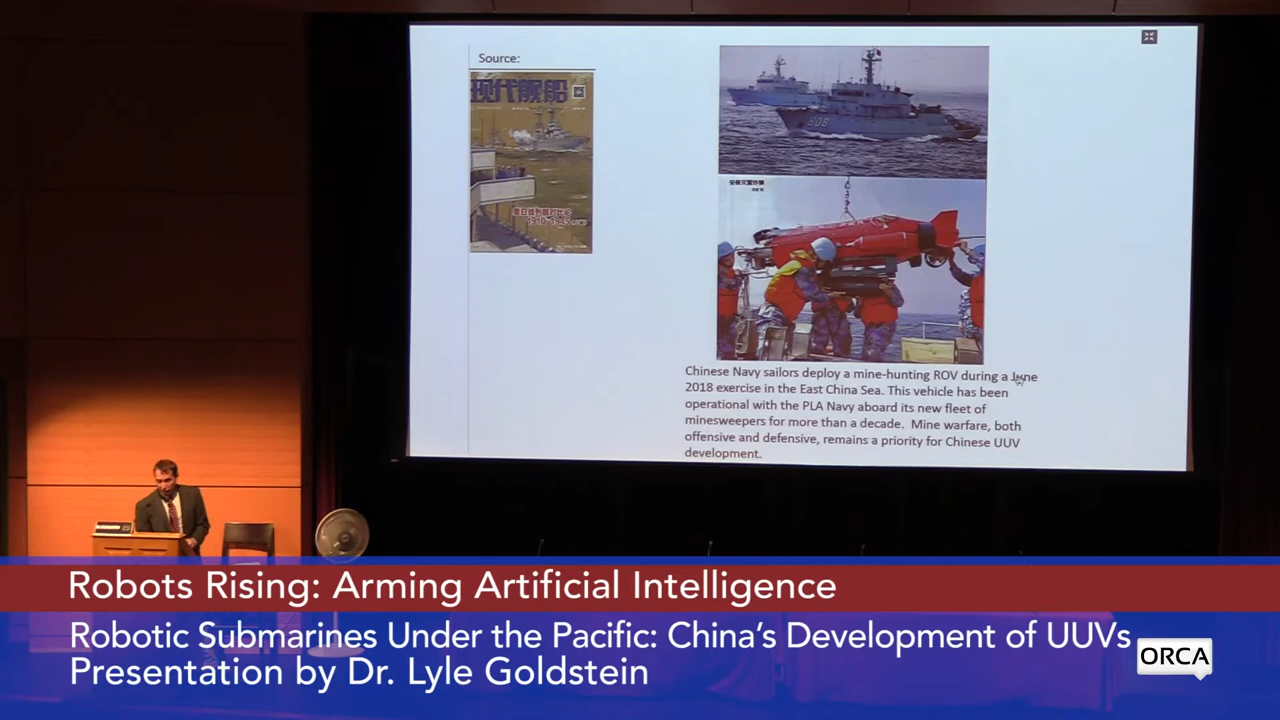 Source:
现代舰船
808
Chinese Navy sailors deploy a mine-hunting ROV during a June
2018 exercise in the East China Sea. This vehicle has been
operational with the PLA Navy aboard its new fleet of
minesweepers for more than a decade. Mine warfare, both
offensive and defensive, remains a priority for Chinese UUV
development.
Robots Rising: Arming Artificial Intelligence
Robotic Submarines Under the Pacific: China's Development of UUVs
Presentation by Dr. Lyle Goldstein
ORCA